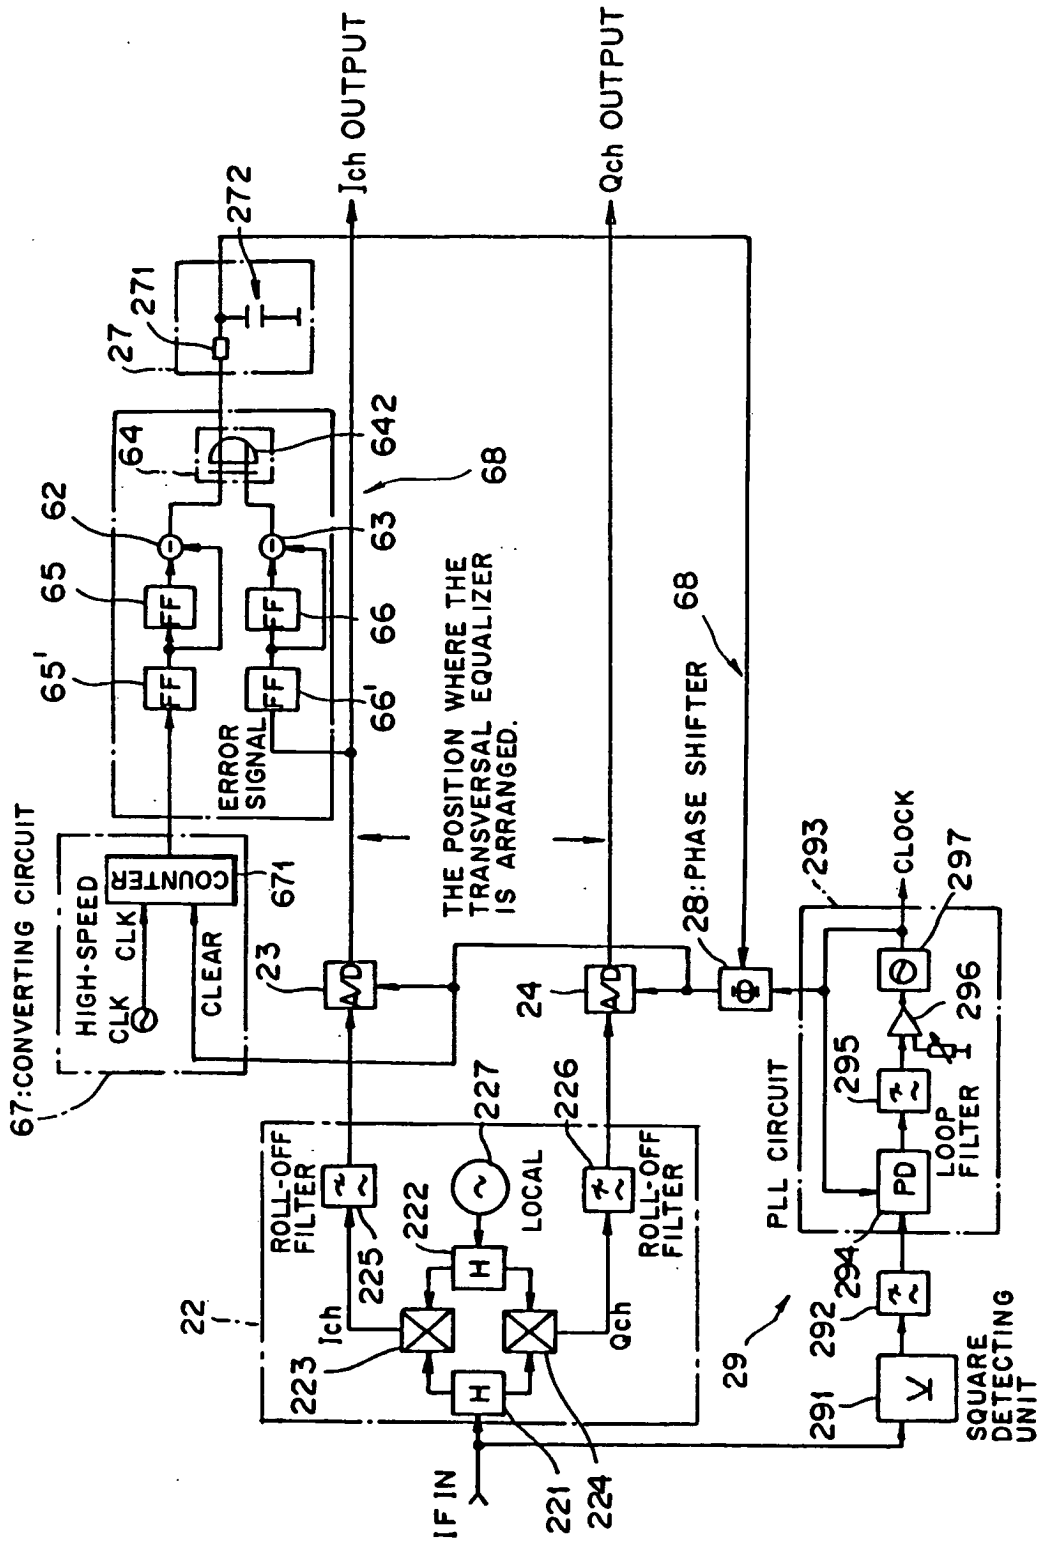 67:CONVERTING CIRCUIT
HIGH-SPEED
CLK
CLK
CLEAR
COUNTER
671
65'
65
62
64
27
271
272
FF
FF
FF
FF
ERROR
SIGNAL
66'
66
63
642
68
Ich OUTPUT
Qch OUTPUT
THE POSITION WHERE THE
TRANSVERSAL EQUALIZER
IS ARRANGED.
23
A/D
24
A/D
22
ROLL-OFF
FILTER
225
Ich
223
222
227
LOCAL
H
H
226
ROLL-OFF
FILTER
Qch
IF IN
221
224
68
28:PHASE SHIFTER
Φ
29
291
SQUARE
DETECTING
UNIT
292
294
PLL CIRCUIT
PD
LOOP
FILTER
295
296
297
293
CLOCK